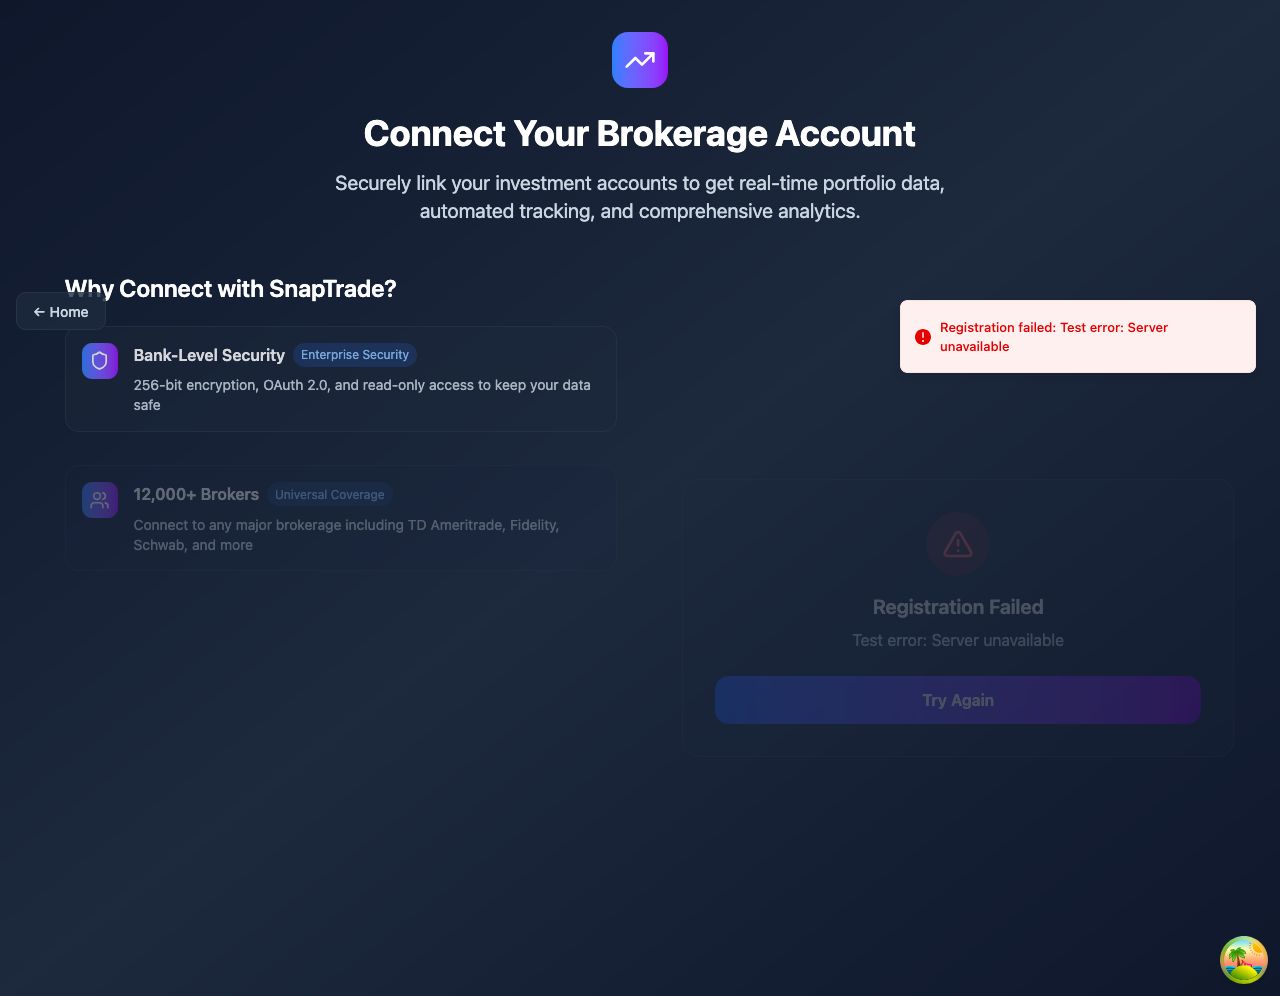 Connect Your Brokerage Account
Securely link your investment accounts to get real-time portfolio data,
automated tracking, and comprehensive analytics.
Why Connect with SnapTrade?
← Home
Bank-Level Security
Enterprise Security
256-bit encryption, OAuth 2.0, and read-only access to keep your data
safe
12,000+ Brokers
Universal Coverage
Connect to any major brokerage including TD Ameritrade, Fidelity,
Schwab, and more
Registration failed: Test error: Server
unavailable
Registration Failed
Test error: Server unavailable
Try Again